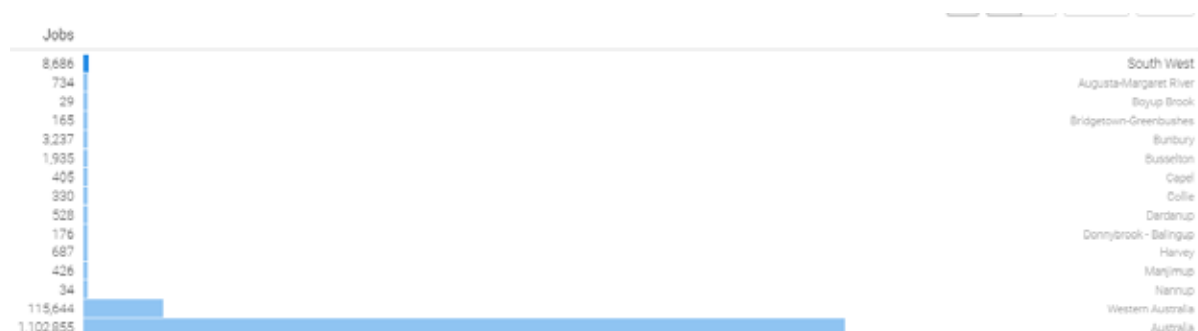 Jobs
8,686 South West
734 Augusta-Margaret River
29 Boyup Brook
165 Bridgetown-Greenbushes
3,237 Bunbury
1,935 Busselton
405 Capel
330 Collie
528 Dardanup
176 Donnybrook - Balingup
687 Harvey
426 Manjimup
34 Nannup
115,644 Western Australia
1,102,855 Australia